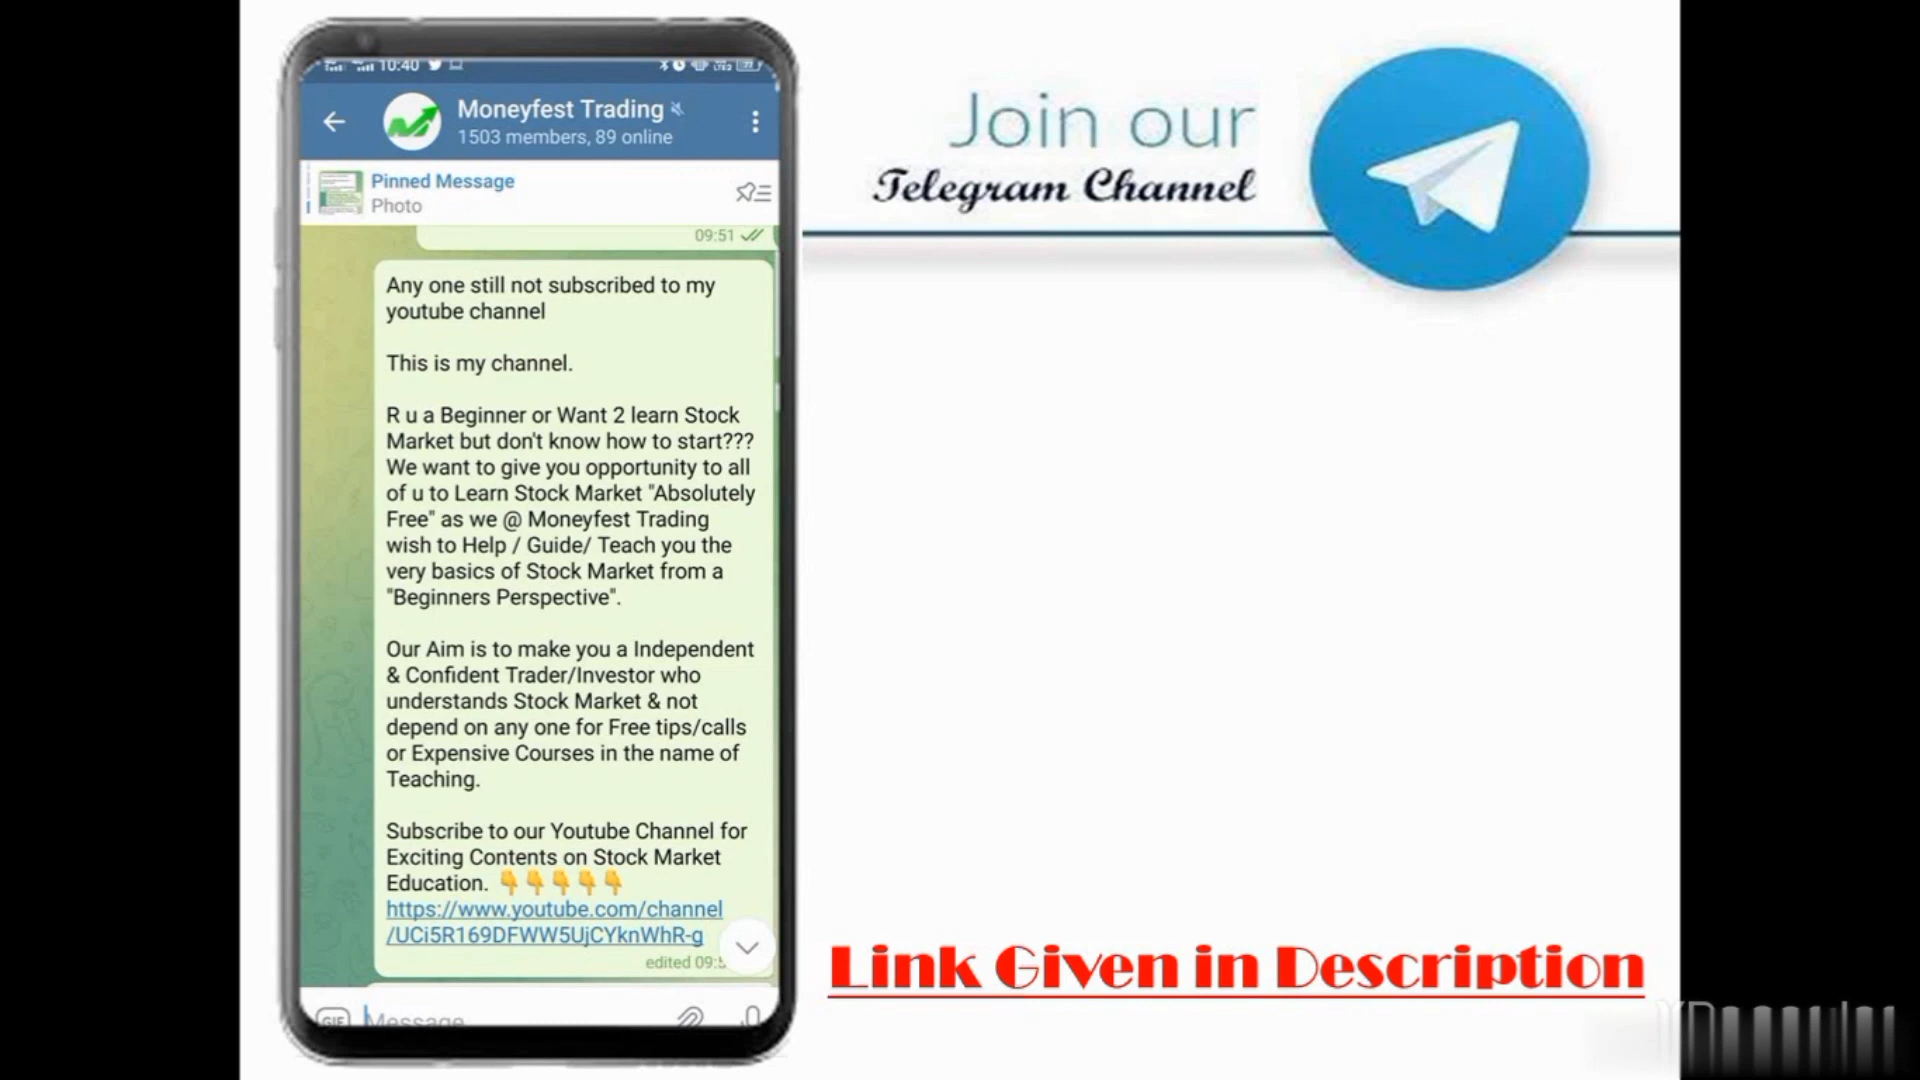 10:40
Moneyfest Trading
1503 members, 89 online
Pinned Message
Photo
09:51
Any one still not subscribed to my
youtube channel
This is my channel.
R u a Beginner or Want 2 learn Stock
Market but don't know how to start???
We want to give you opportunity to all
of u to Learn Stock Market "Absolutely
Free" as we @ Moneyfest Trading
wish to Help / Guide/ Teach you the
very basics of Stock Market from a
"Beginners Perspective".
Our Aim is to make you a Independent
& Confident Trader/Investor who
understands Stock Market & not
depend on any one for Free tips/calls
or Expensive Courses in the name of
Teaching.
Subscribe to our Youtube Channel for
Exciting Contents on Stock Market
Education. 👇👇👇👇👇
https://www.youtube.com/channel
/UCi5R169DFWW5UjCYknWhR-g
edited
GIF Message
Join our
Telegram Channel
Link Given in Description